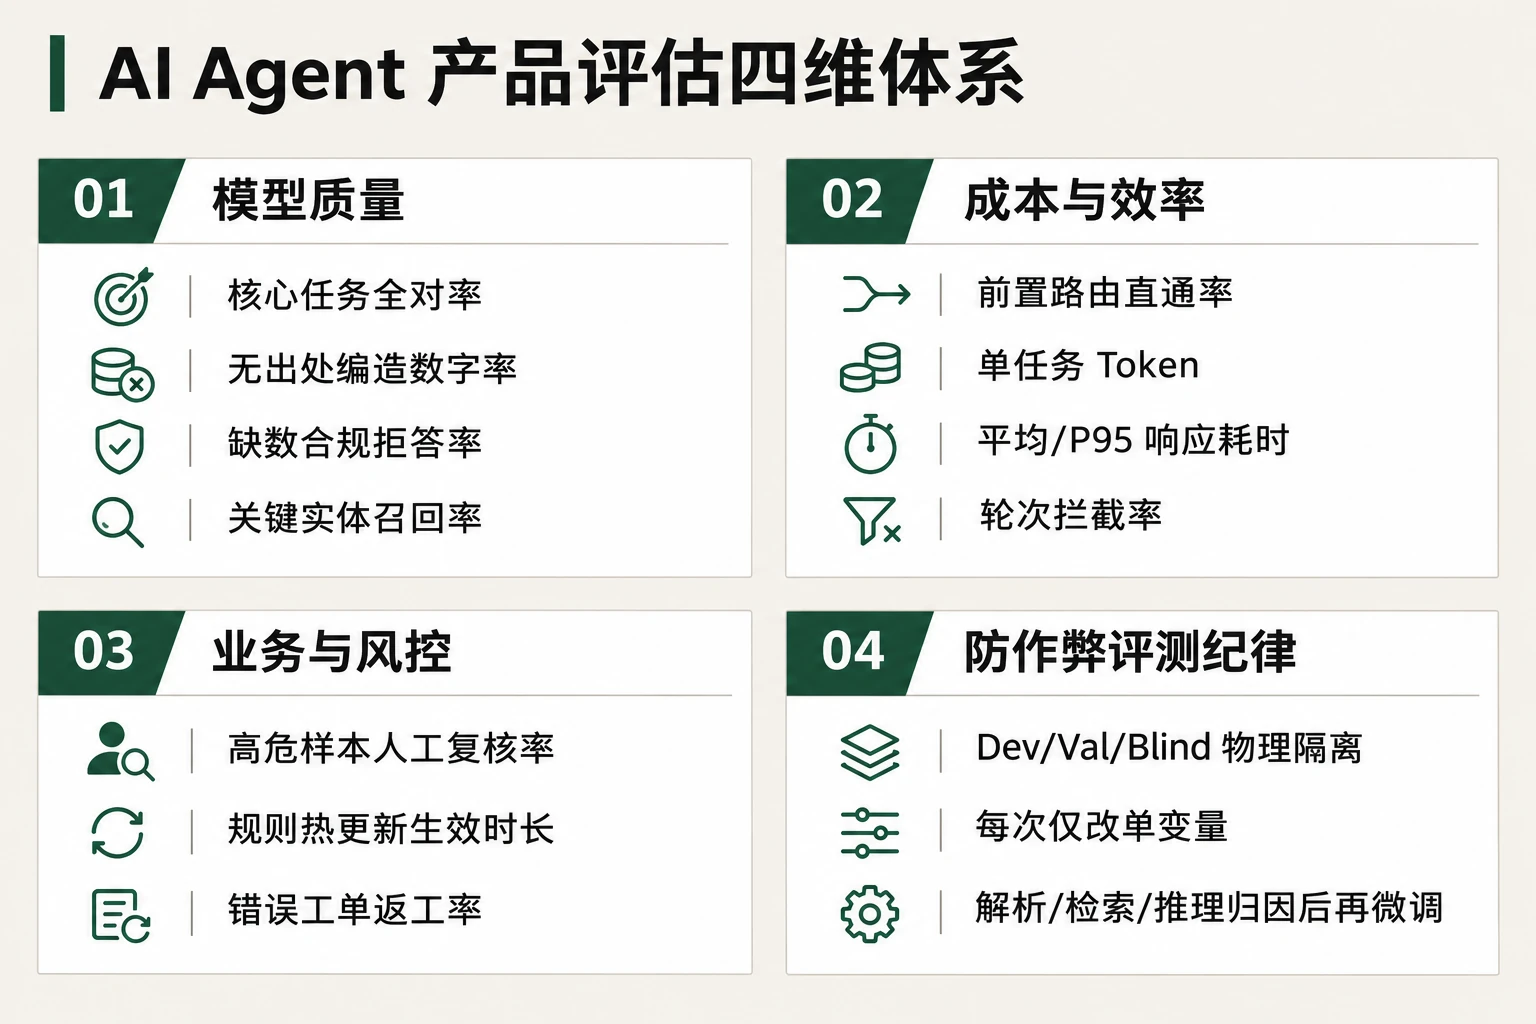 AI Agent 产品评估四维体系
01 模型质量
核心任务全对率
无出处编造数字率
缺数合规拒答率
关键实体召回率
02 成本与效率
前置路由直通率
单任务 Token
平均/P95 响应耗时
轮次拦截率
03 业务与风控
高危样本人工复核率
规则热更新生效时长
错误工单返工率
04 防作弊评测纪律
Dev/Val/Blind 物理隔离
每次仅改单变量
解析/检索/推理归因后再微调